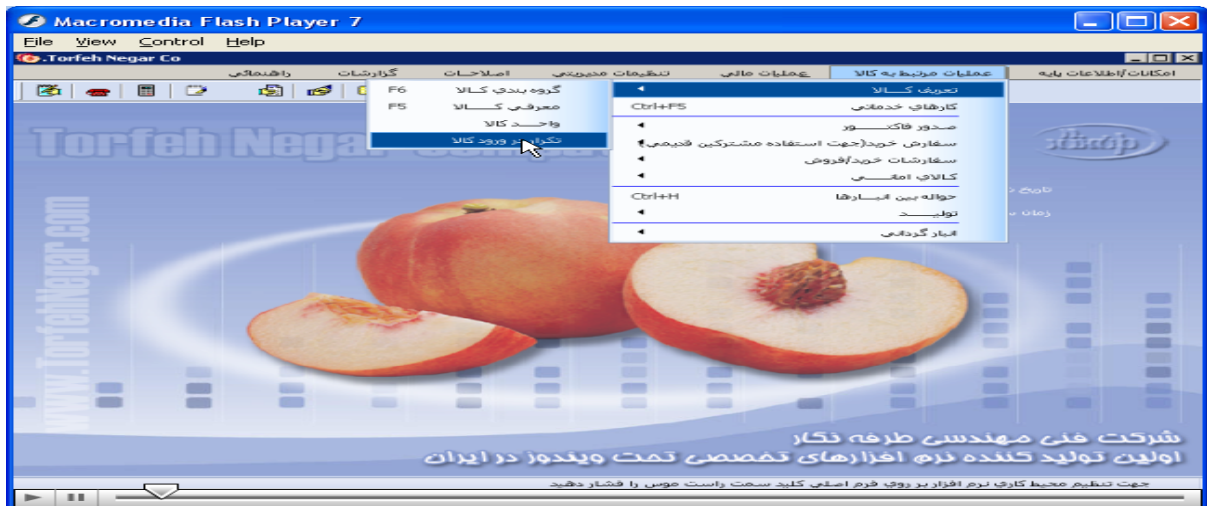 Macromedia Flash Player 7
File View Control Help
.Torfeh Negar Co
امکانات/اطلاعات پایه عملیات مرتبط به کالا عملیات مالی تنظیمات مدیریتی اصلاحات گزارشات راهنمائی
تعریف کالا
کارهای خدماتی Ctrl+F5
صدور فاکتور
سفارش خرید(جهت استفاده مشترکین قدیمی)
سفارشات خرید/فروش
کالای امانی
حواله بین انبارها Ctrl+H
تولید
انبار گردانی
گروه بندی کالا F6
معرفی کالا F5
واحد کالا
تکرار در ورود کالا
Torfeh Negar
طرفه نگار
تاریخ
زمان
www.TorfehNegar.com
شرکت فنی مهندسی طرفه نگار
اولین تولید کننده نرم افزارهای تخصصی تحت ویندوز در ایران
جهت تنظیم محیط کاری نرم افزار بر روی فرم اصلی کلید سمت راست موس را فشار دهید